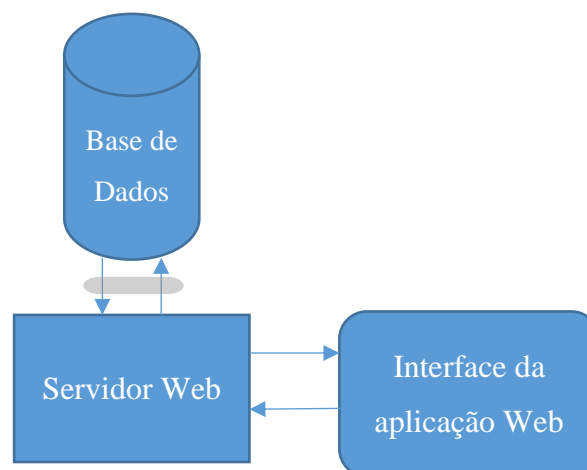 Base de
Dados
Servidor Web
Interface da
aplicação Web